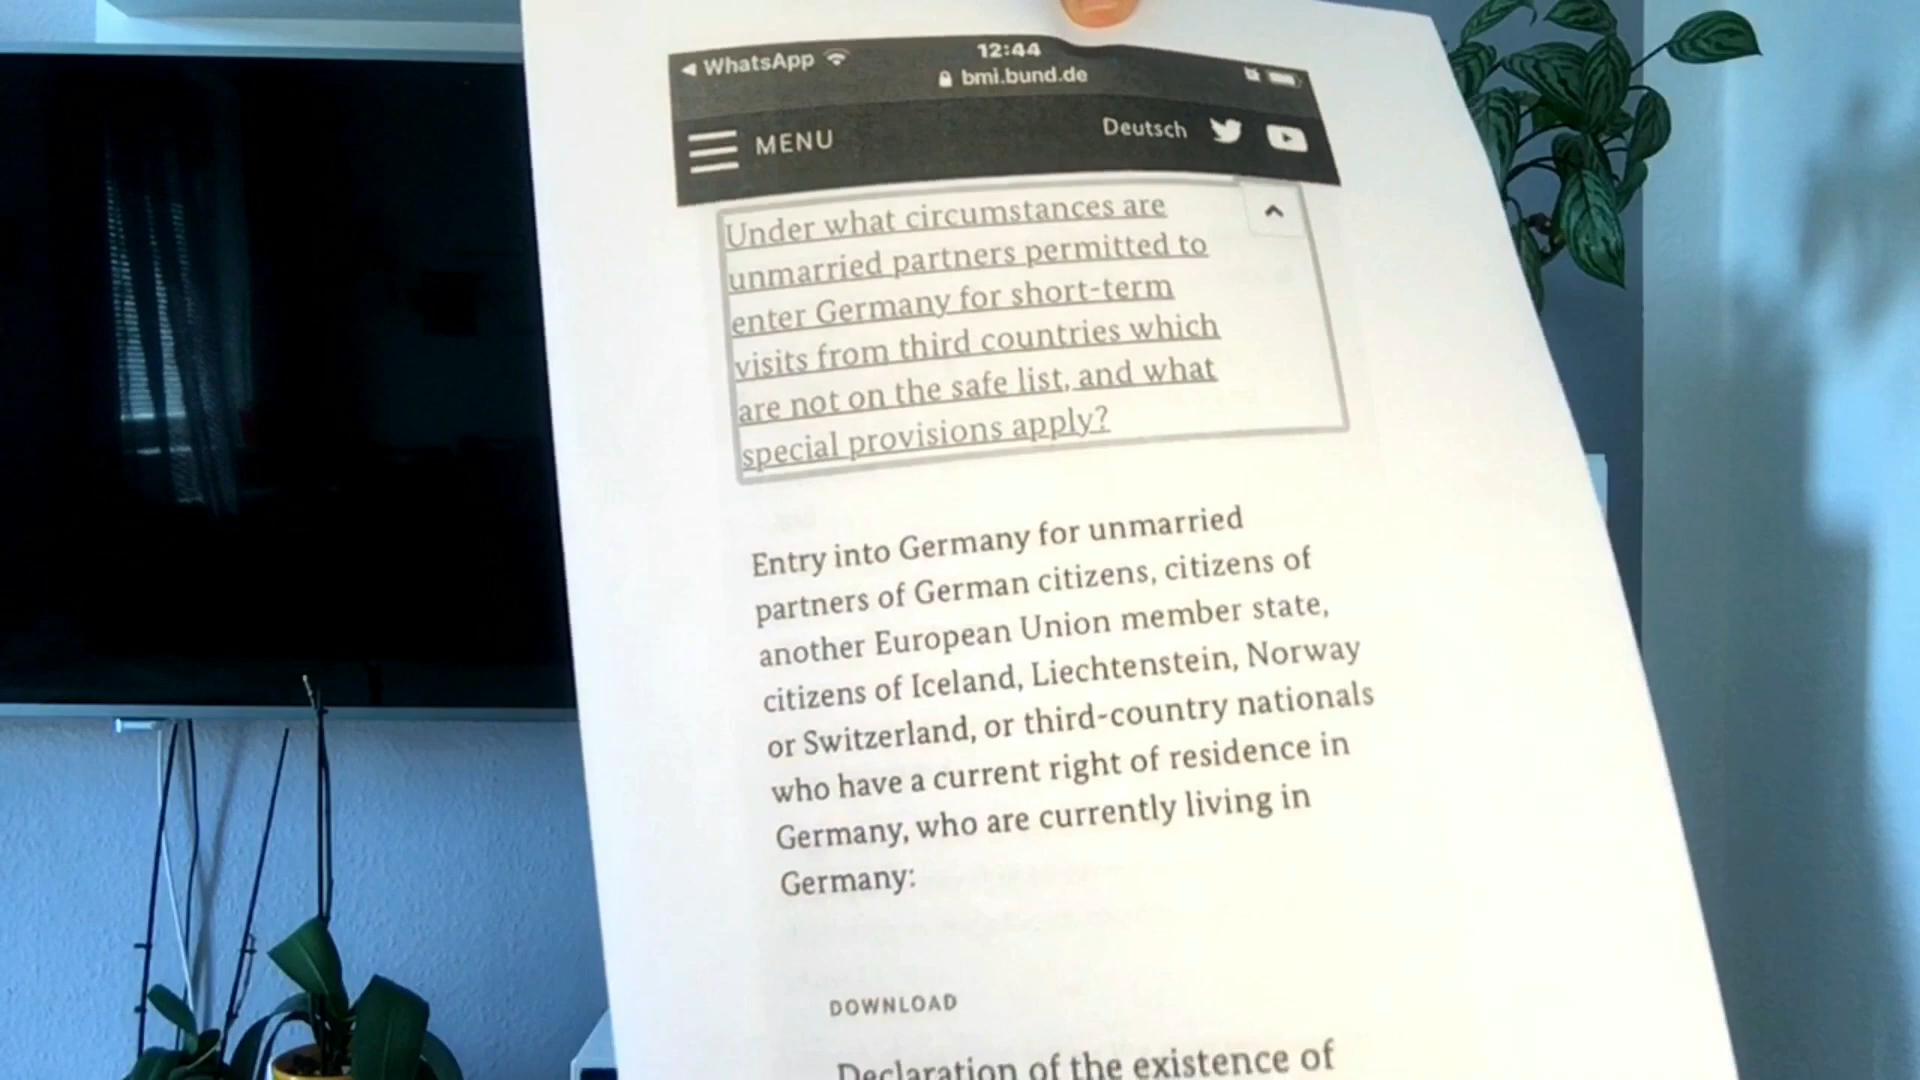 WhatsApp
12:44
bmi.bund.de
MENU
Deutsch
Under what circumstances are
unmarried partners permitted to
enter Germany for short-term
visits from third countries which
are not on the safe list, and what
special provisions apply?
Entry into Germany for unmarried
partners of German citizens, citizens of
another European Union member state,
citizens of Iceland, Liechtenstein, Norway
or Switzerland, or third-country nationals
who have a current right of residence in
Germany, who are currently living in
Germany:
DOWNLOAD
Declaration of the existence of